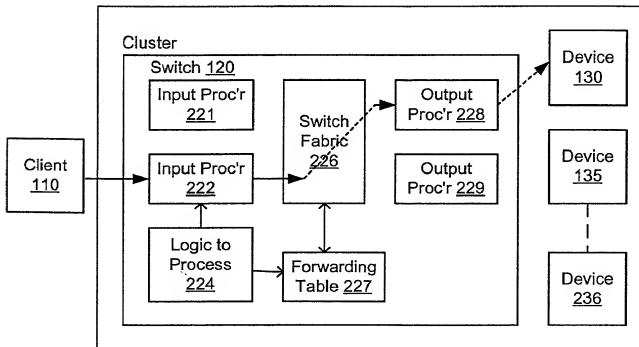 Cluster
Switch 120
Input Proc'r
221
Switch
Fabric
226
Output
Proc'r 228
Device
130
Client
110
Input Proc'r
222
Output
Proc'r 229
Device
135
Logic to
Process
224
Forwarding
Table 227
Device
236